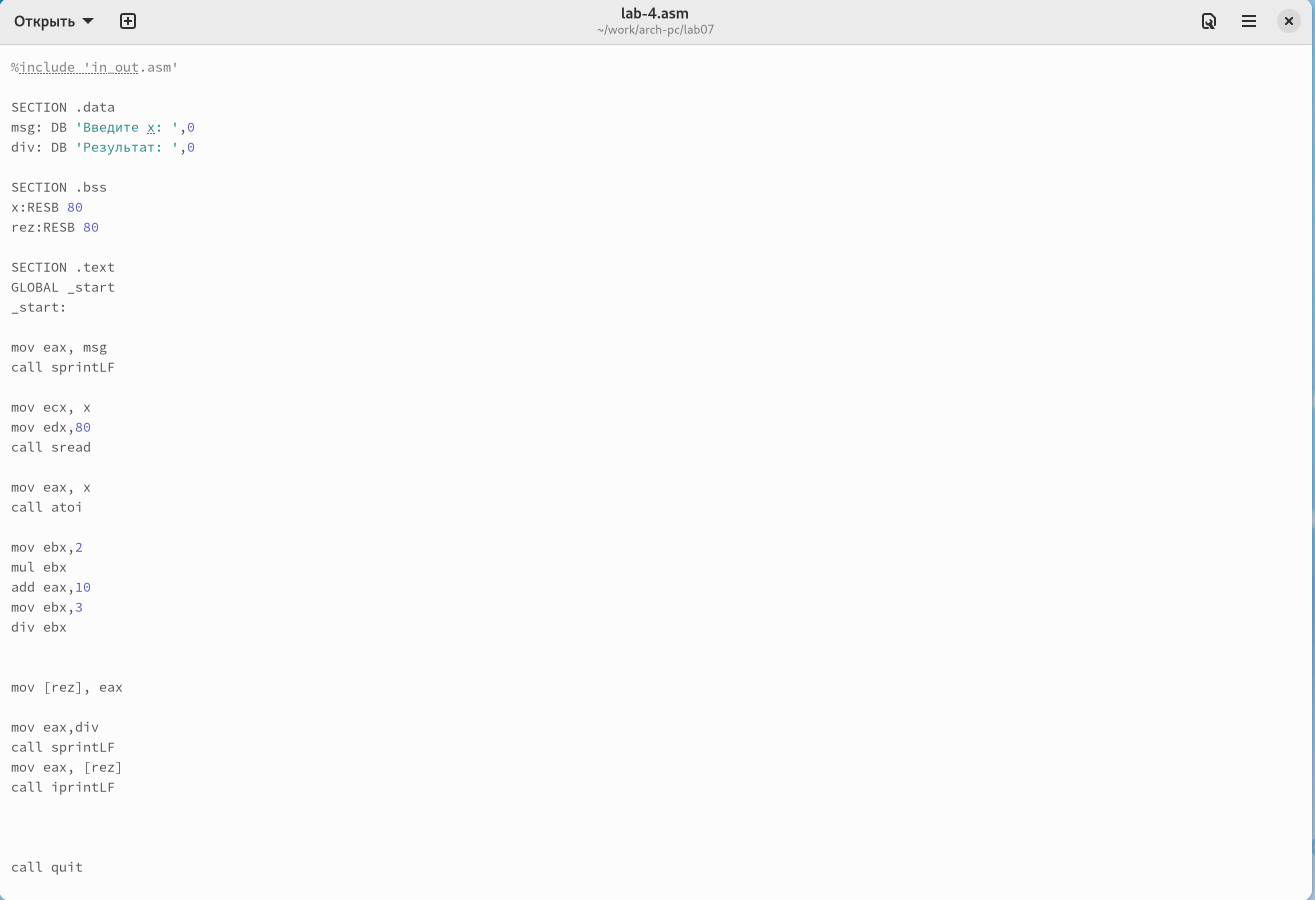 Открыть
lab-4.asm
~/work/arch-pc/lab07
%include 'in_out.asm'
SECTION .data
msg: DB 'Введите x: ',0
div: DB 'Результат: ',0
SECTION .bss
x:RESB 80
rez:RESB 80
SECTION .text
GLOBAL _start
_start:
mov eax, msg
call sprintLF
mov ecx, x
mov edx,80
call sread
mov eax, x
call atoi
mov ebx,2
mul ebx
add eax,10
mov ebx,3
div ebx
mov [rez], eax
mov eax,div
call sprintLF
mov eax, [rez]
call iprintLF
call quit